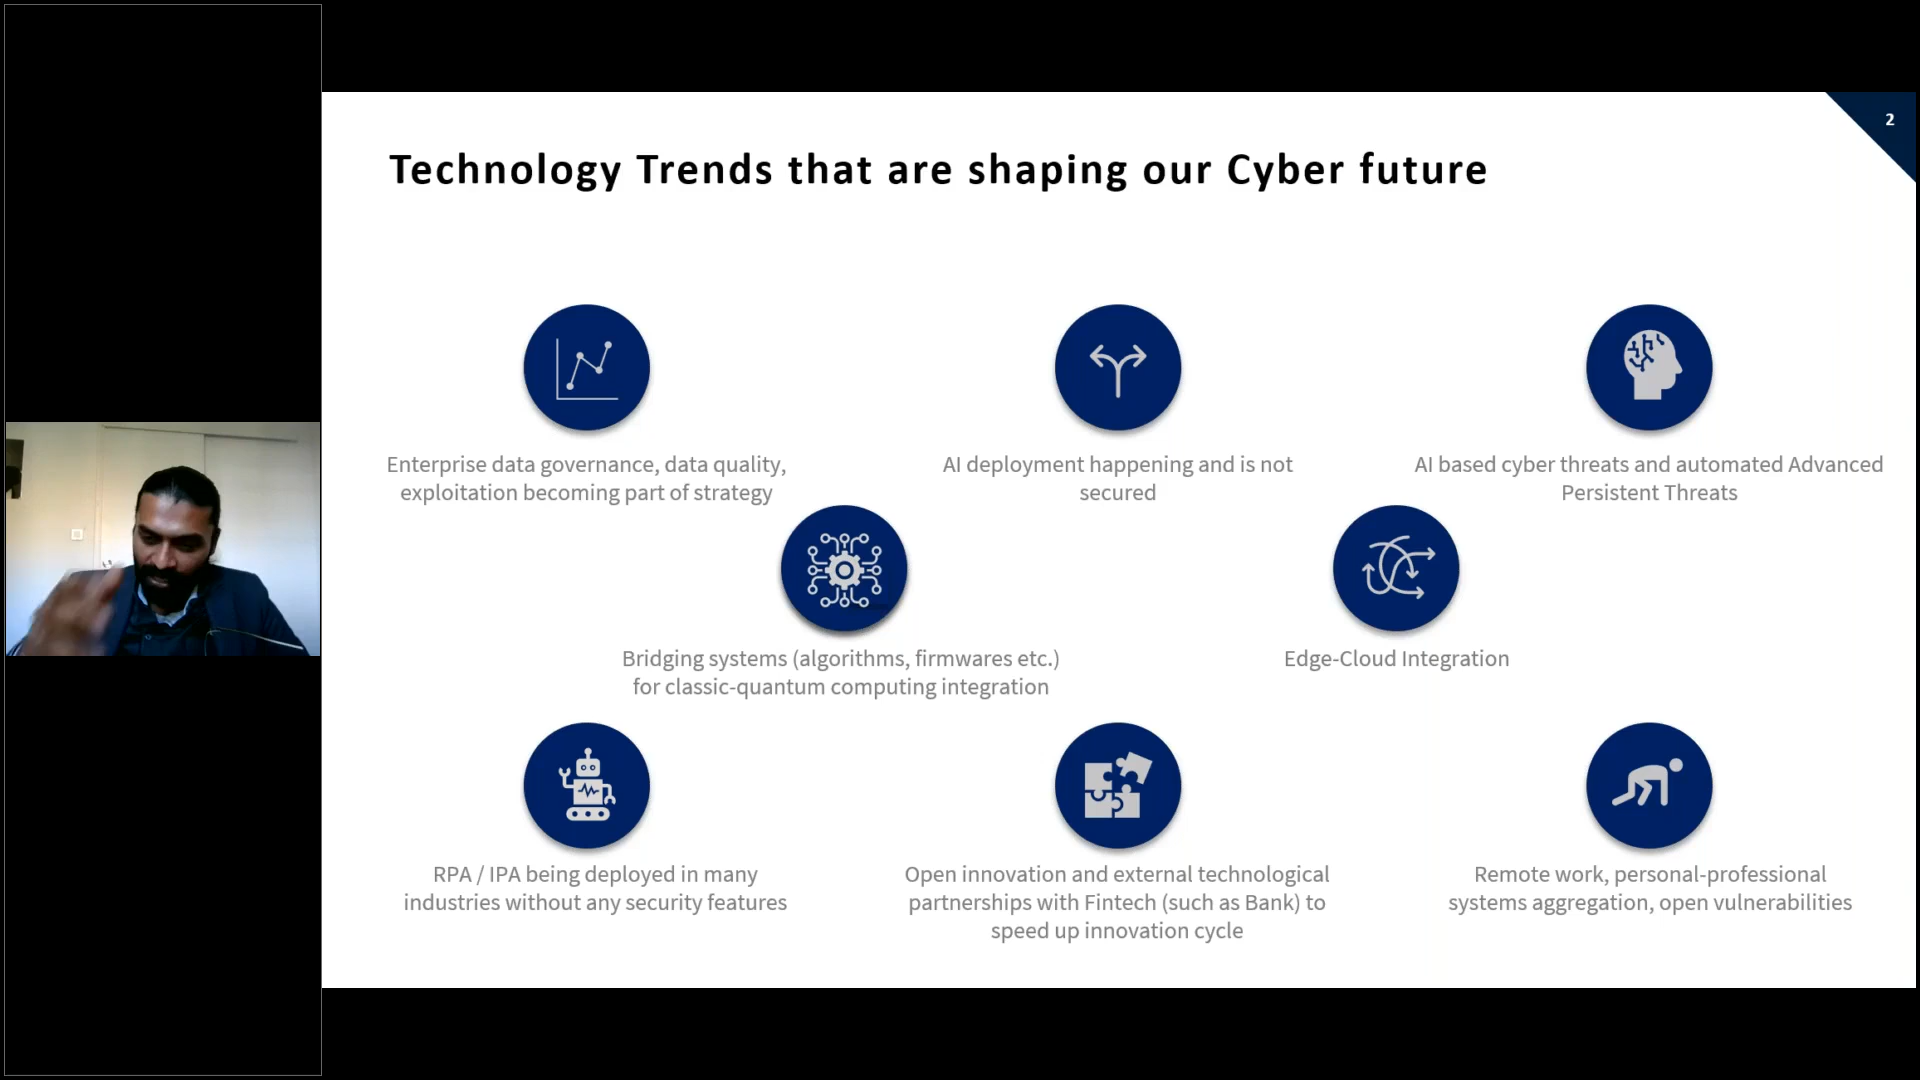 2
Technology Trends that are shaping our Cyber future
Enterprise data governance, data quality,
exploitation becoming part of strategy
AI deployment happening and is not
secured
AI based cyber threats and automated Advanced
Persistent Threats
Bridging systems (algorithms, firmwares etc.)
for classic-quantum computing integration
Edge-Cloud Integration
RPA / IPA being deployed in many
industries without any security features
Open innovation and external technological
partnerships with Fintech (such as Bank) to
speed up innovation cycle
Remote work, personal-professional
systems aggregation, open vulnerabilities